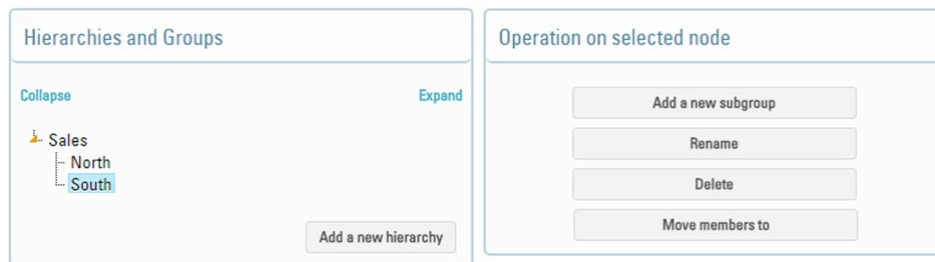 Hierarchies and Groups
Collapse
Expand
Sales
North
South
Add a new hierarchy
Operation on selected node
Add a new subgroup
Rename
Delete
Move members to